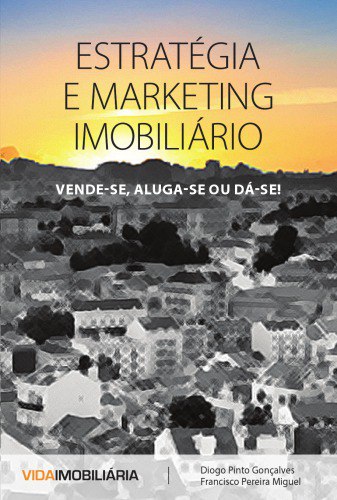 ESTRATÉGIA
E MARKETING
IMOBILIÁRIO
VENDE-SE, ALUGA-SE OU DÁ-SE!
VIDAIMOBILIÁRIA
Diogo Pinto Gonçalves
Francisco Pereira Miguel